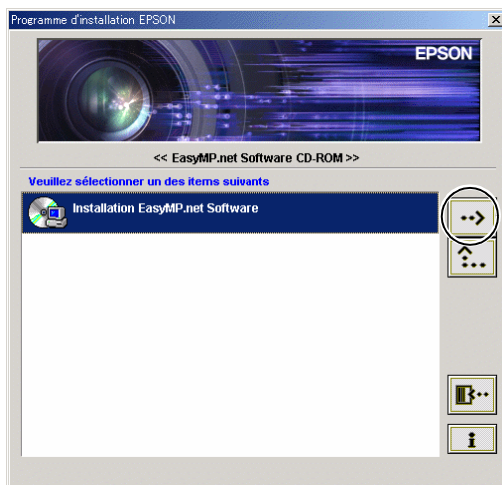 Programme d'installation EPSON
EPSON
<< EasyMP.net Software CD-ROM >>
Veuillez sélectionner un des items suivants
Installation EasyMP.net Software